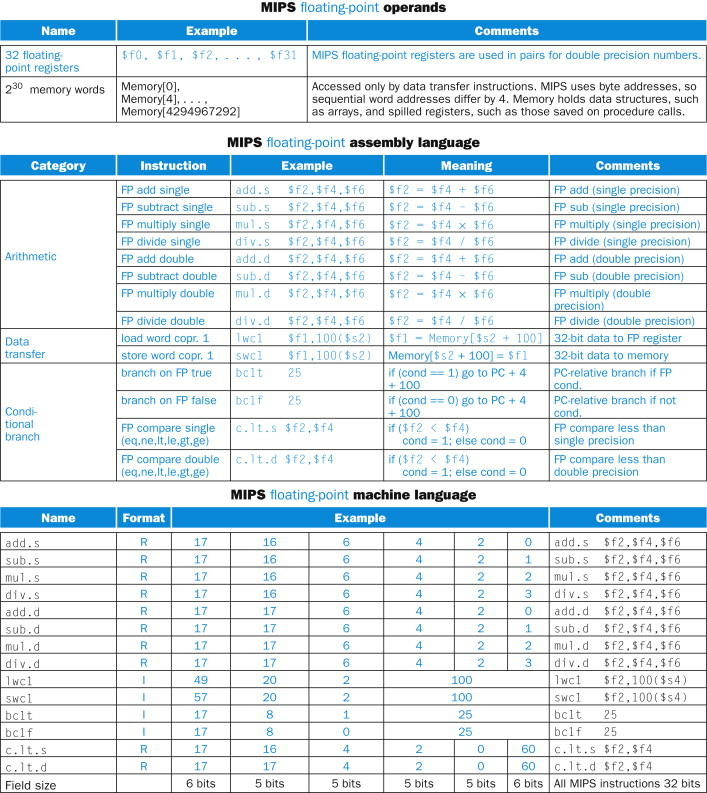 MIPS floating-point operands
Name Example Comments
32 floating-
point registers
$f0, $f1, $f2, . . . , $f31
MIPS floating-point registers are used in pairs for double precision numbers.
2³⁰ memory words
Memory[0],
Memory[4], . . . ,
Memory[4294967292]
Accessed only by data transfer instructions. MIPS uses byte addresses, so
sequential word addresses differ by 4. Memory holds data structures, such
as arrays, and spilled registers, such as those saved on procedure calls.
MIPS floating-point assembly language
Category Instruction Example Meaning Comments
Arithmetic
FP add single add.s $f2,$f4,$f6 $f2 = $f4 + $f6 FP add (single precision)
FP subtract single sub.s $f2,$f4,$f6 $f2 = $f4 - $f6 FP sub (single precision)
FP multiply single mul.s $f2,$f4,$f6 $f2 = $f4 × $f6 FP multiply (single precision)
FP divide single div.s $f2,$f4,$f6 $f2 = $f4 / $f6 FP divide (single precision)
FP add double add.d $f2,$f4,$f6 $f2 = $f4 + $f6 FP add (double precision)
FP subtract double sub.d $f2,$f4,$f6 $f2 = $f4 - $f6 FP sub (double precision)
FP multiply double mul.d $f2,$f4,$f6 $f2 = $f4 × $f6 FP multiply (double
precision)
FP divide double div.d $f2,$f4,$f6 $f2 = $f4 / $f6 FP divide (double precision)
Data
transfer
load word copr. 1 lwc1 $f1,100($s2) $f1 = Memory[$s2 + 100] 32-bit data to FP register
store word copr. 1 swc1 $f1,100($s2) Memory[$s2 + 100] = $f1 32-bit data to memory
Condi-
tional
branch
branch on FP true bclt 25 if (cond == 1) go to PC + 4
+ 100
PC-relative branch if FP
cond.
branch on FP false bclf 25 if (cond == 0) go to PC + 4
+ 100
PC-relative branch if not
cond.
FP compare single
(eq,ne,lt,le,gt,ge)
c.lt.s $f2,$f4
if ($f2 < $f4)
cond = 1; else cond = 0
FP compare less than
single precision
FP compare double
(eq,ne,lt,le,gt,ge)
c.lt.d $f2,$f4
if ($f2 < $f4)
cond = 1; else cond = 0
FP compare less than
double precision
MIPS floating-point machine language
Name Format Example Comments
add.s R 17 16 6 4 2 0 add.s $f2,$f4,$f6
sub.s R 17 16 6 4 2 1 sub.s $f2,$f4,$f6
mul.s R 17 16 6 4 2 2 mul.s $f2,$f4,$f6
div.s R 17 16 6 4 2 3 div.s $f2,$f4,$f6
add.d R 17 17 6 4 2 0 add.d $f2,$f4,$f6
sub.d R 17 17 6 4 2 1 sub.d $f2,$f4,$f6
mul.d R 17 17 6 4 2 2 mul.d $f2,$f4,$f6
div.d R 17 17 6 4 2 3 div.d $f2,$f4,$f6
lwc1 I 49 20 2 100 lwc1 $f2,100($s4)
swc1 I 57 20 2 100 swc1 $f2,100($s4)
bclt I 17 8 1 25 bclt 25
bclf I 17 8 0 25 bclf 25
c.lt.s R 17 16 4 2 0 60 c.lt.s $f2,$f4
c.lt.d R 17 17 4 2 0 60 c.lt.d $f2,$f4
Field size 6 bits 5 bits 5 bits 5 bits 5 bits 6 bits All MIPS instructions 32 bits